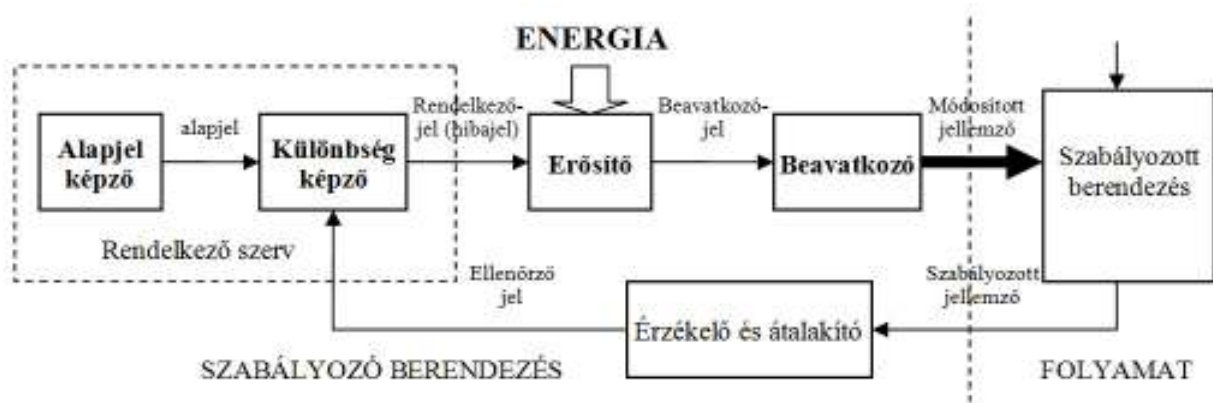 ENERGIA
Alapjel
képző
alapjel
Különbség
képző
Rendelkező-
jel (hibajel)
Erősítő
Beavatkozó-
jel
Beavatkozó
Módosított
jellemző
Szabályozott
berendezés
Rendelkező szerv
Ellenőrző
jel
Érzékelő és átalakító
Szabályozott
jellemző
SZABÁLYOZÓ BERENDEZÉS
FOLYAMAT